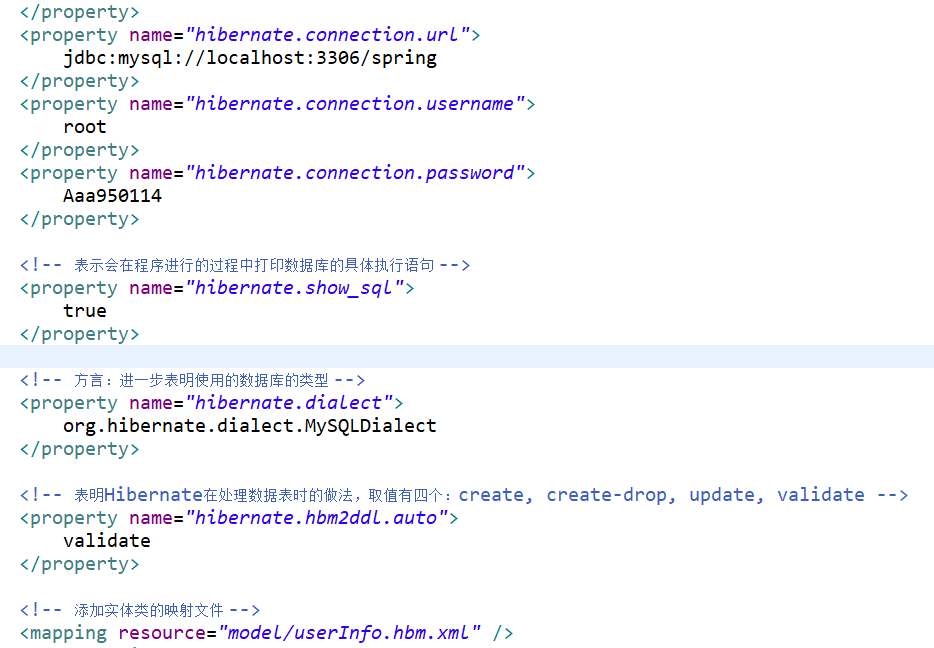 </property>
<property name="hibernate.connection.url">
jdbc:mysql://localhost:3306/spring
</property>
<property name="hibernate.connection.username">
root
</property>
<property name="hibernate.connection.password">
Aaa950114
</property>
<!-- 表示会在程序进行的过程中打印数据库的具体执行语句 -->
<property name="hibernate.show_sql">
true
</property>
<!-- 方言：进一步表明使用的数据库的类型 -->
<property name="hibernate.dialect">
org.hibernate.dialect.MySQLDialect
</property>
<!-- 表明Hibernate在处理数据表时的做法，取值有四个：create, create-drop, update, validate -->
<property name="hibernate.hbm2ddl.auto">
validate
</property>
<!-- 添加实体类的映射文件 -->
<mapping resource="model/userInfo.hbm.xml" />